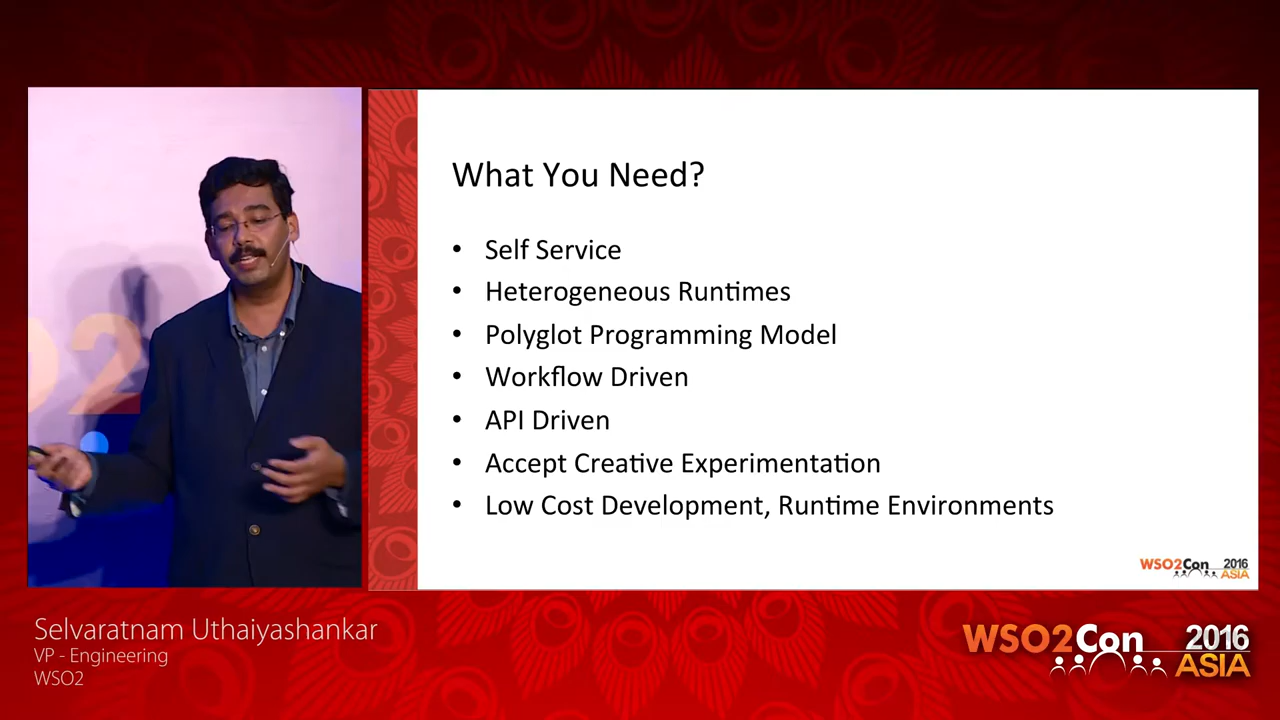 What You Need?
• Self Service
• Heterogeneous Runtimes
• Polyglot Programming Model
• Workflow Driven
• API Driven
• Accept Creative Experimentation
• Low Cost Development, Runtime Environments
WSO2Con 2016
ASIA
O2
Selvaratnam Uthaiyashankar
VP - Engineering
WSO2
WSO2Con 2016
ASIA